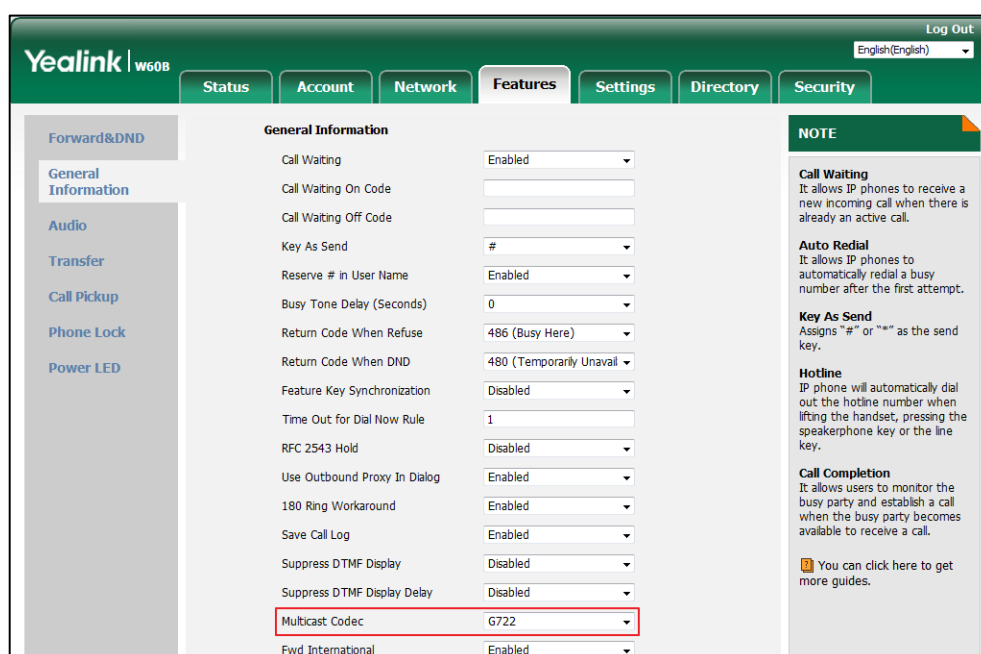 Log Out
Yealink W60B
English(English)
Status Account Network Features Settings Directory Security
Forward&DND
General
Information
Audio
Transfer
Call Pickup
Phone Lock
Power LED
General Information
Call Waiting Enabled
Call Waiting On Code
Call Waiting Off Code
Key As Send #
Reserve # in User Name Enabled
Busy Tone Delay (Seconds) 0
Return Code When Refuse 486 (Busy Here)
Return Code When DND 480 (Temporarily Unavail
Feature Key Synchronization Disabled
Time Out for Dial Now Rule 1
RFC 2543 Hold Disabled
Use Outbound Proxy In Dialog Enabled
180 Ring Workaround Enabled
Save Call Log Enabled
Suppress DTMF Display Disabled
Suppress DTMF Display Delay Disabled
Multicast Codec G722
Fwd International Enabled
NOTE
Call Waiting
It allows IP phones to receive a
new incoming call when there is
already an active call.
Auto Redial
It allows IP phones to
automatically redial a busy
number after the first attempt.
Key As Send
Assigns "#" or "*" as the send
key.
Hotline
IP phone will automatically dial
out the hotline number when
lifting the handset, pressing the
speakerphone key or the line
key.
Call Completion
It allows users to monitor the
busy party and establish a call
when the busy party becomes
available to receive a call.
You can click here to get
more guides.